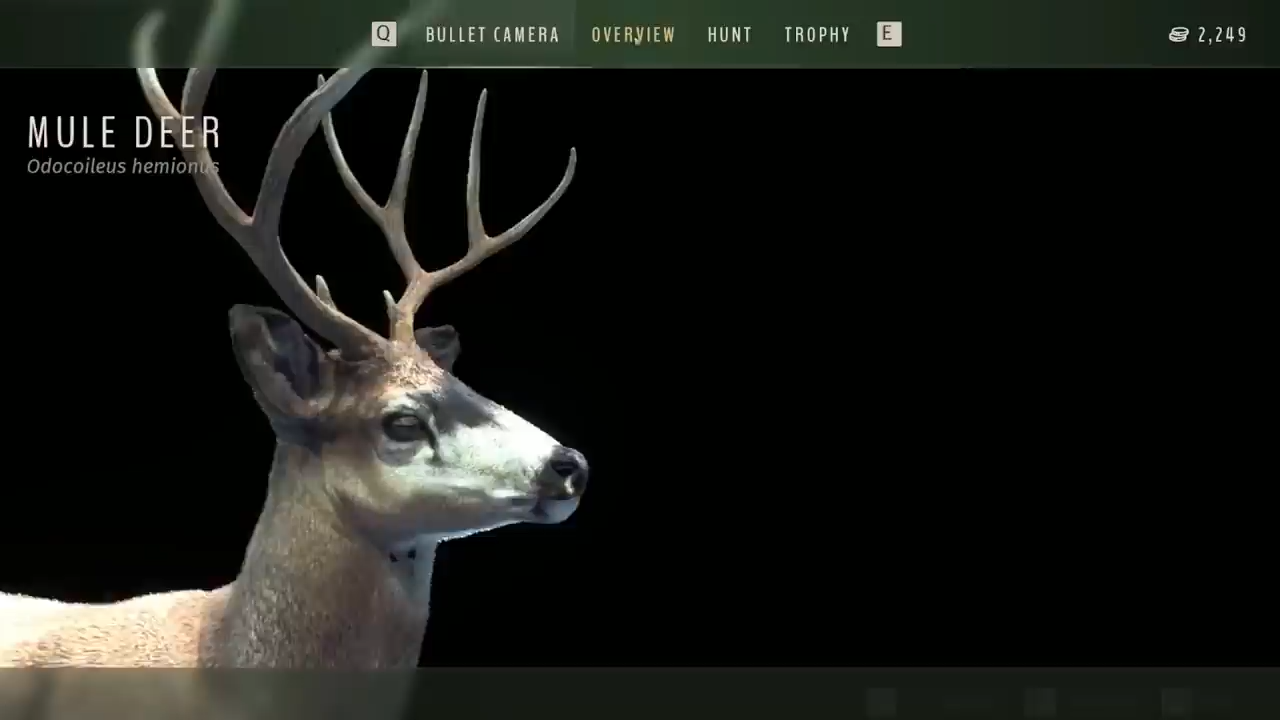 Q BULLET CAMERA OVERVIEW HUNT TROPHY E 2,249
MULE DEER
Odocoileus hemionus